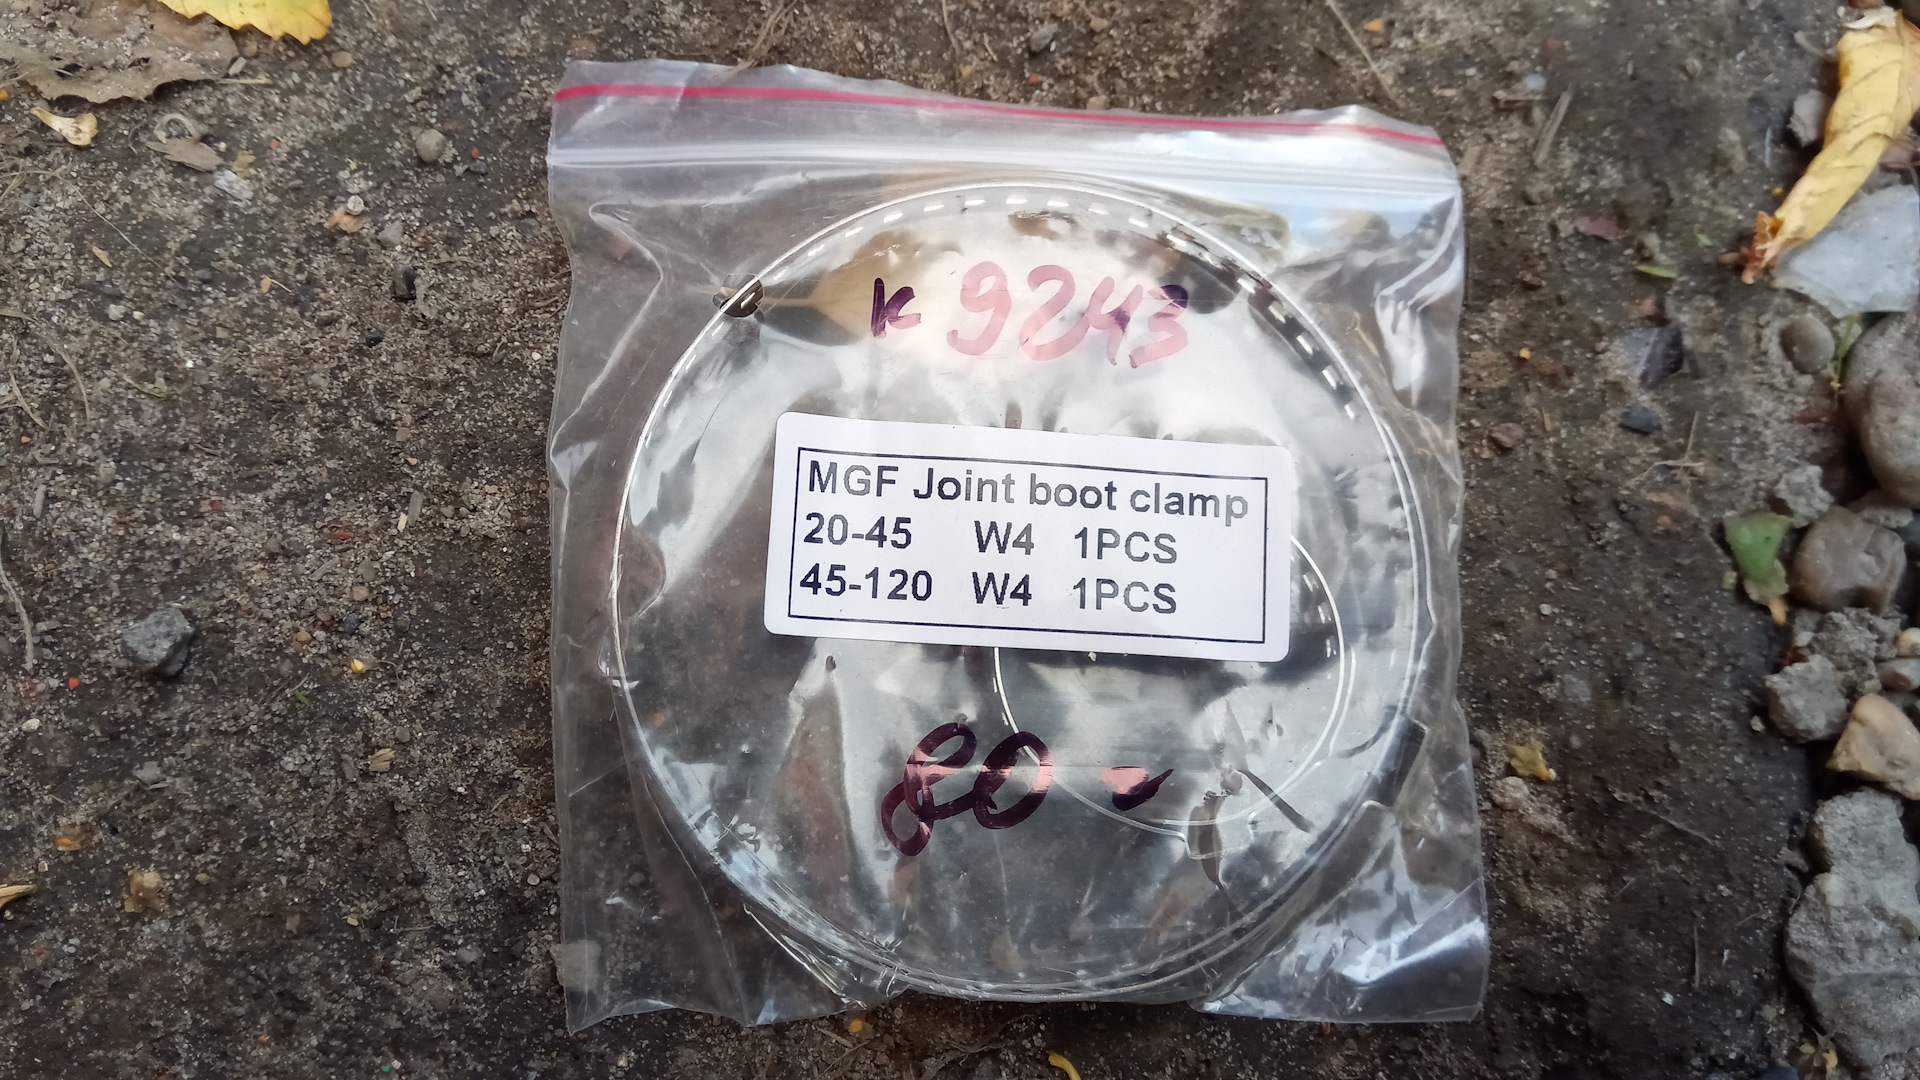 к 9243
MGF Joint boot clamp
20-45 W4 1PCS
45-120 W4 1PCS
80 -